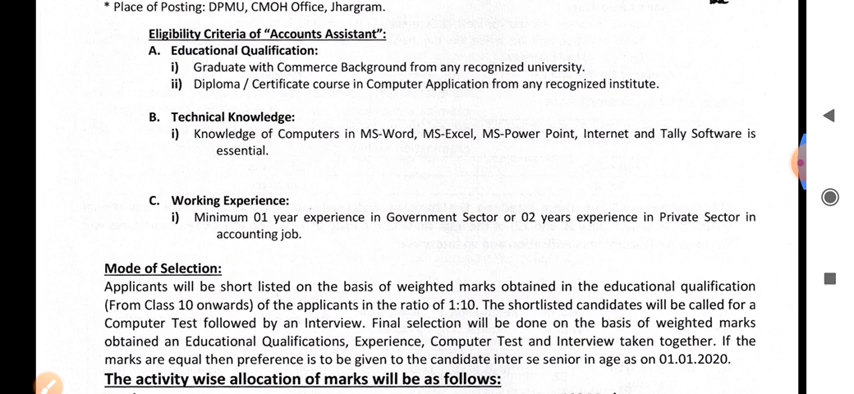 * Place of Posting: DPMU, CMOH Office, Jhargram.
Eligibility Criteria of “Accounts Assistant”:
A. Educational Qualification:
i) Graduate with Commerce Background from any recognized university.
ii) Diploma / Certificate course in Computer Application from any recognized institute.
B. Technical Knowledge:
i) Knowledge of Computers in MS-Word, MS-Excel, MS-Power Point, Internet and Tally Software is
essential.
C. Working Experience:
i) Minimum 01 year experience in Government Sector or 02 years experience in Private Sector in
accounting job.
Mode of Selection:
Applicants will be short listed on the basis of weighted marks obtained in the educational qualification
(From Class 10 onwards) of the applicants in the ratio of 1:10. The shortlisted candidates will be called for a
Computer Test followed by an Interview. Final selection will be done on the basis of weighted marks
obtained an Educational Qualifications, Experience, Computer Test and Interview taken together. If the
marks are equal then preference is to be given to the candidate inter se senior in age as on 01.01.2020.
The activity wise allocation of marks will be as follows: